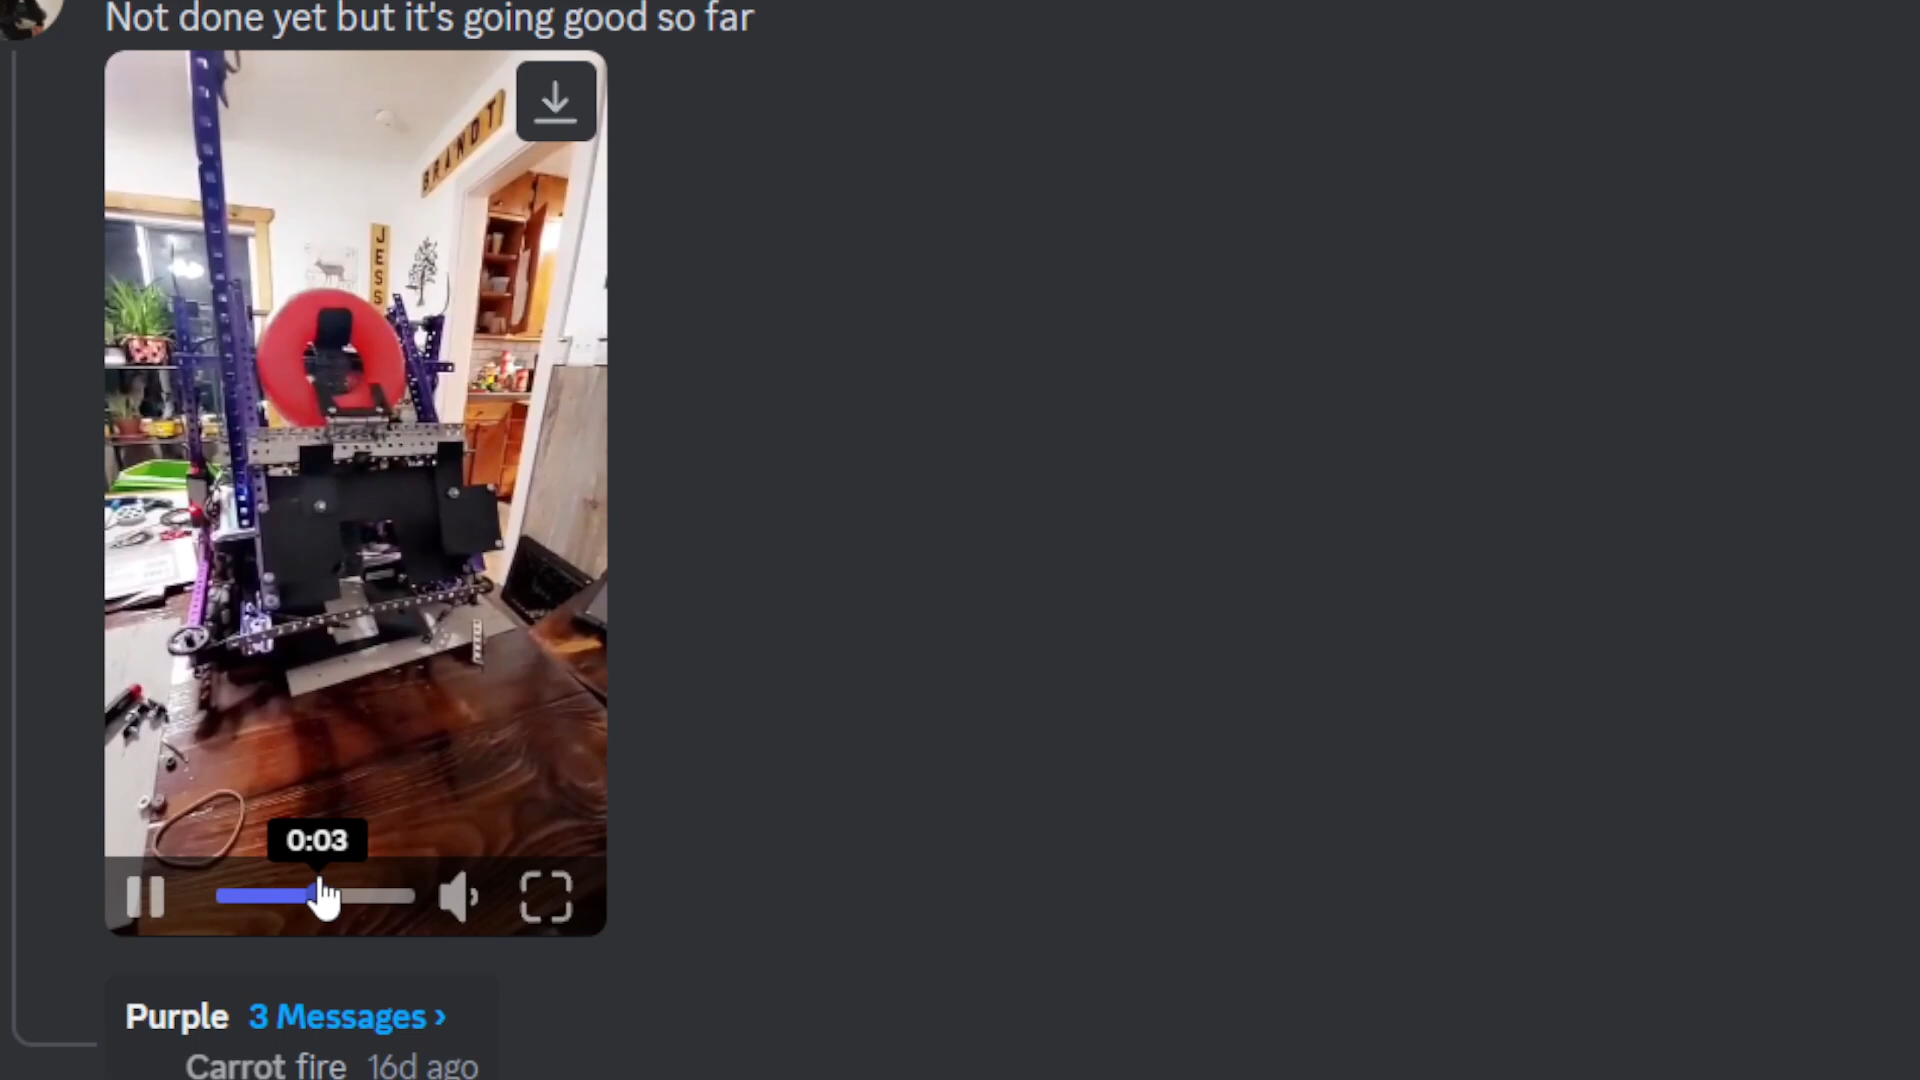 Not done yet but it's going good so far
BRANDT
JESS
0:03
Purple 3 Messages ›
Carrot fire 16d ago